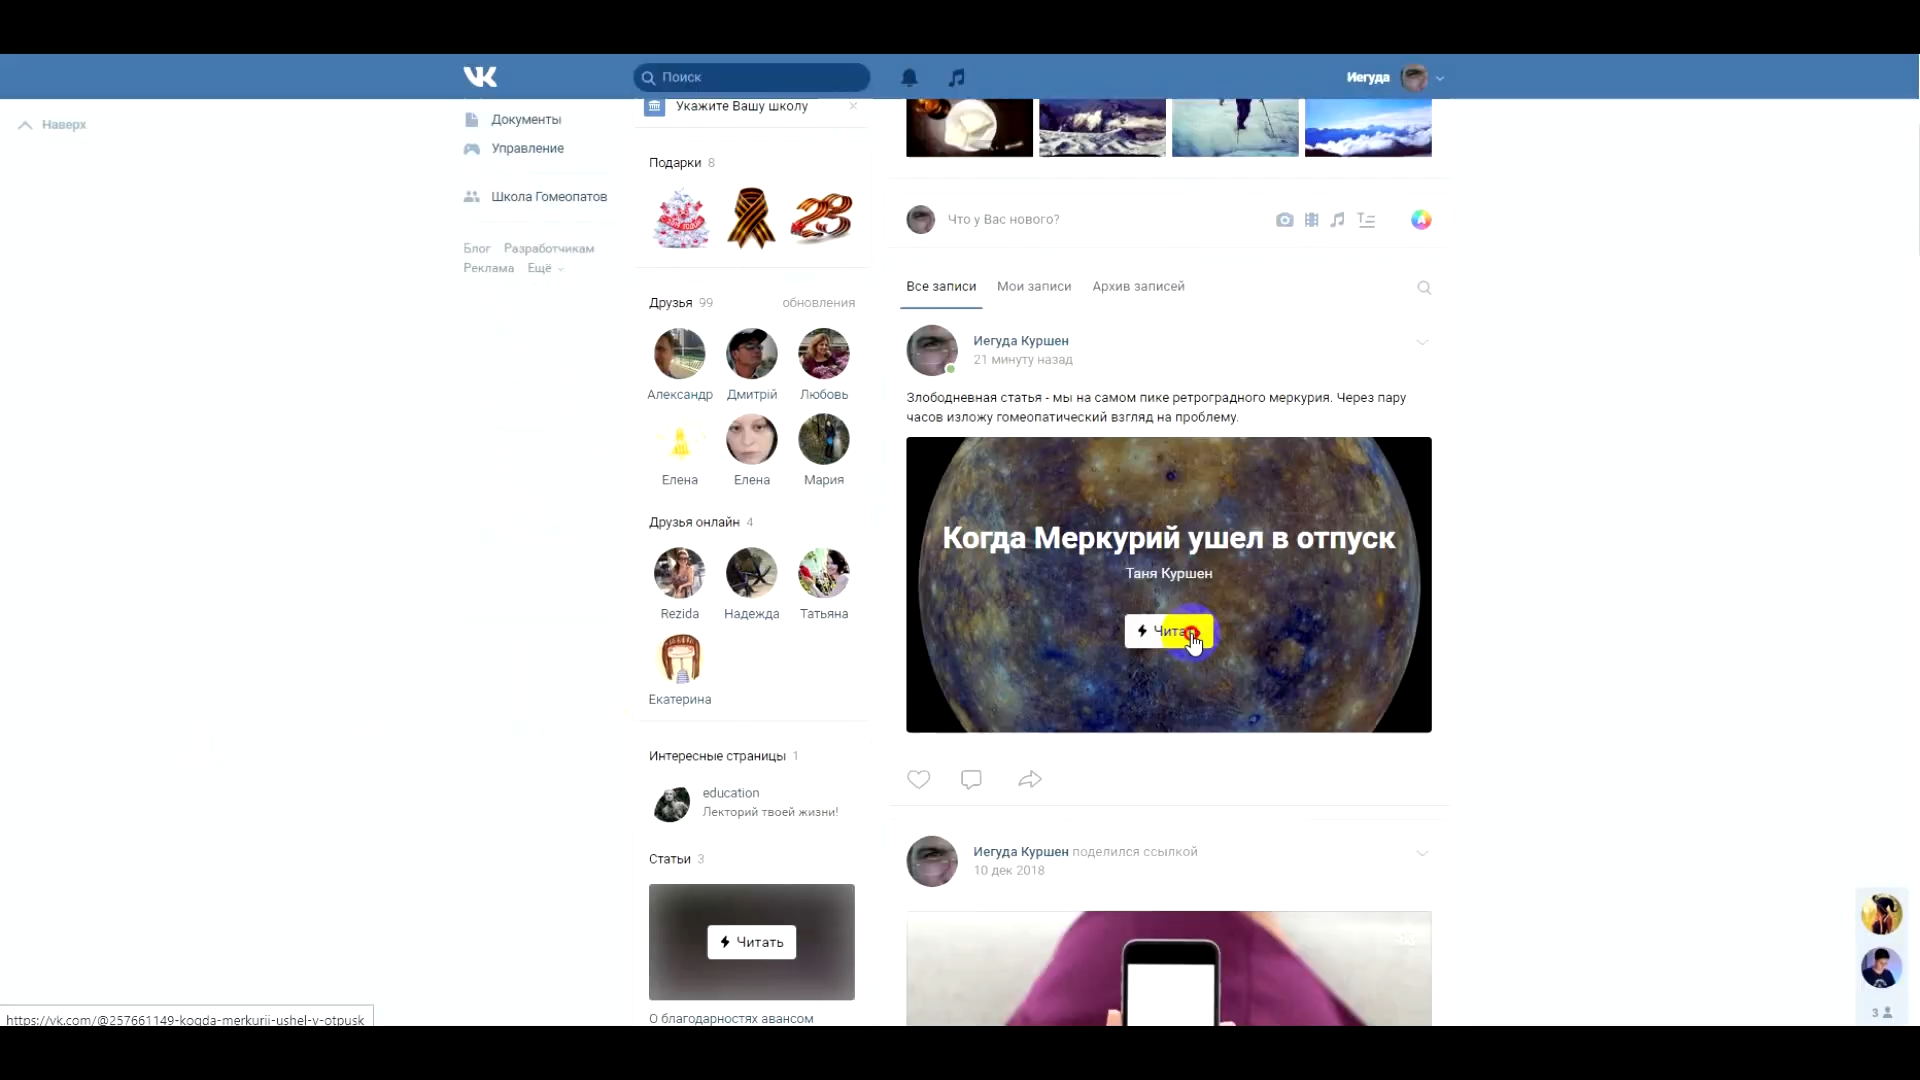 Поиск
Иегуда
Наверх
Документы
Управление
Школа Гомеопатов
Блог Разработчикам
Реклама Ещё
Укажите Вашу школу
Подарки 8
Друзья 99 обновления
Александр Дмитрій Любовь
Елена Елена Мария
Друзья онлайн 4
Rezida Надежда Татьяна
Екатерина
Интересные страницы 1
education
Лекторий твоей жизни!
Статьи 3
Читать
О благодарностях авансом
Что у Вас нового?
Все записи Мои записи Архив записей
Иегуда Куршен
21 минуту назад
Злободневная статья - мы на самом пике ретроградного меркурия. Через пару
часов изложу гомеопатический взгляд на проблему.
Когда Меркурий ушел в отпуск
Таня Куршен
Чита
Иегуда Куршен поделился ссылкой
10 дек 2018
3
https://vk.com/@257661149-kogda-merkurii-ushel-v-otpusk